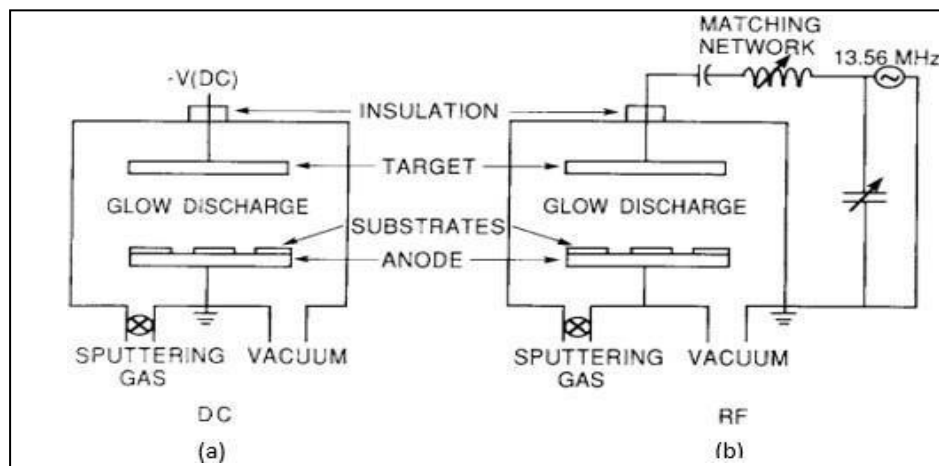 MATCHING
NETWORK
13.56 MHz
-V(DC)
INSULATION
TARGET
GLOW DiSCHARGE
GLOW DISCHARGE
SUBSTRATES
ANODE
SPUTTERING
GAS
VACUUM
SPUTTERING
GAS
VACUUM
DC
RF
(a)
(b)